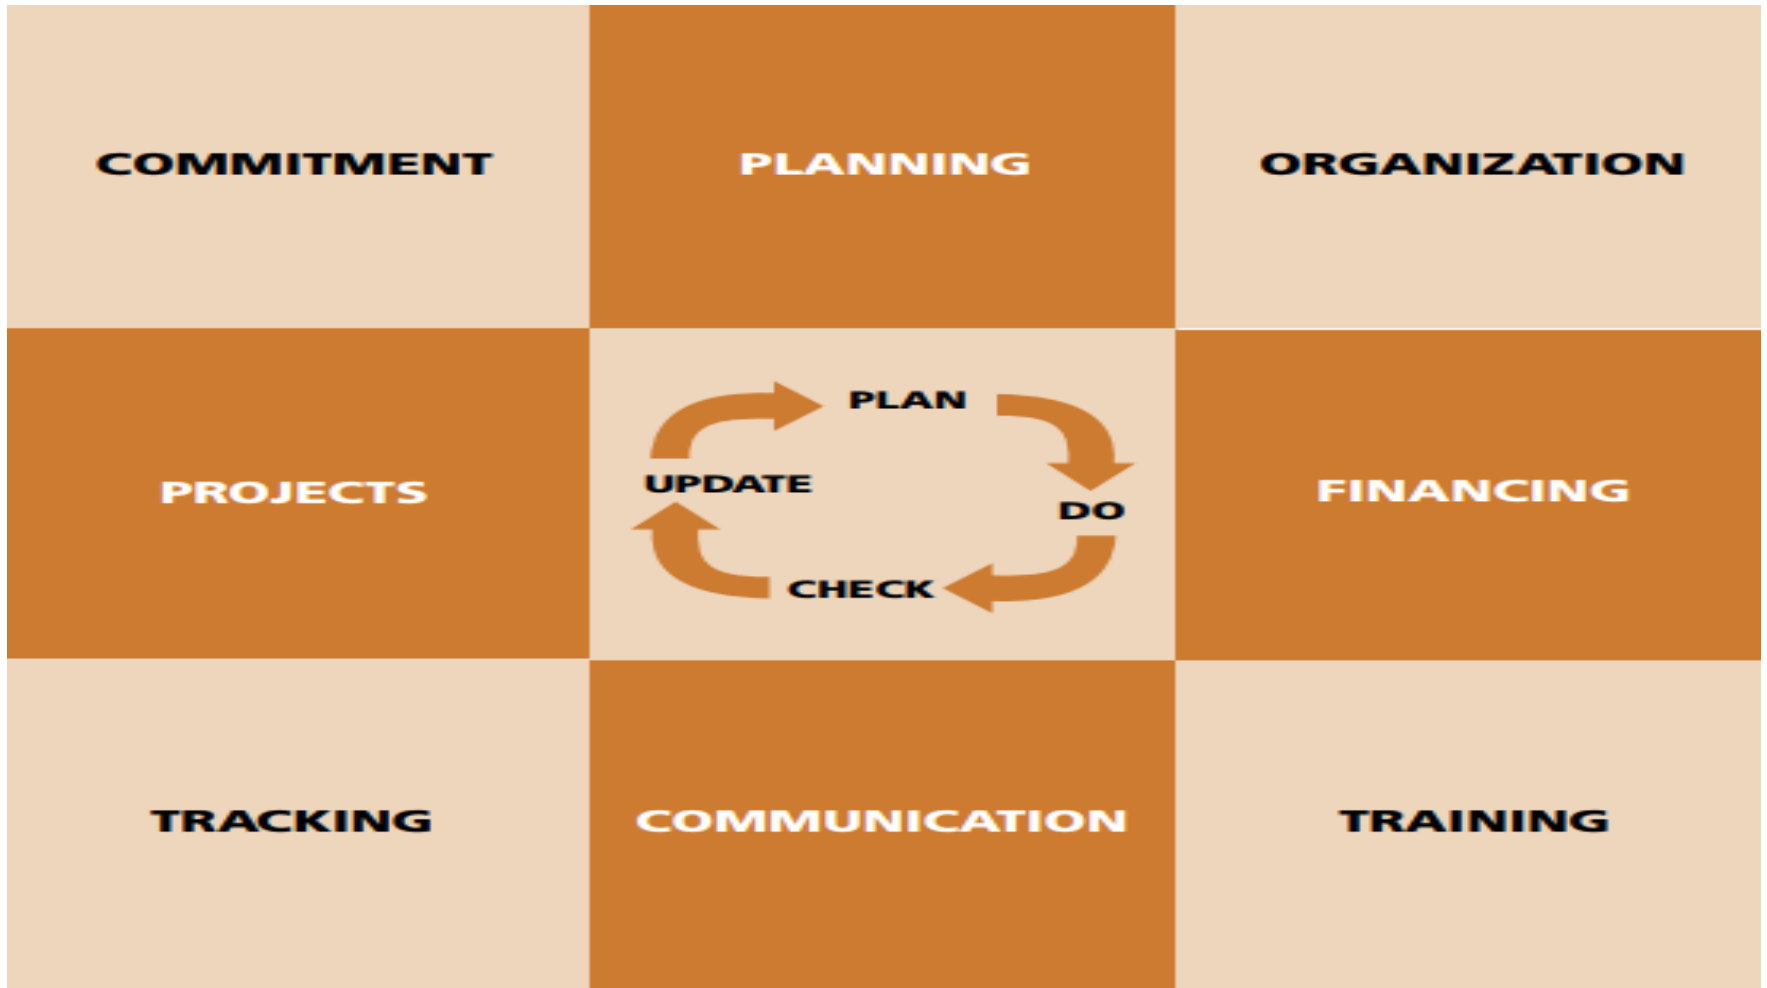 COMMITMENT
PLANNING
ORGANIZATION
PROJECTS
PLAN
UPDATE
DO
CHECK
FINANCING
TRACKING
COMMUNICATION
TRAINING